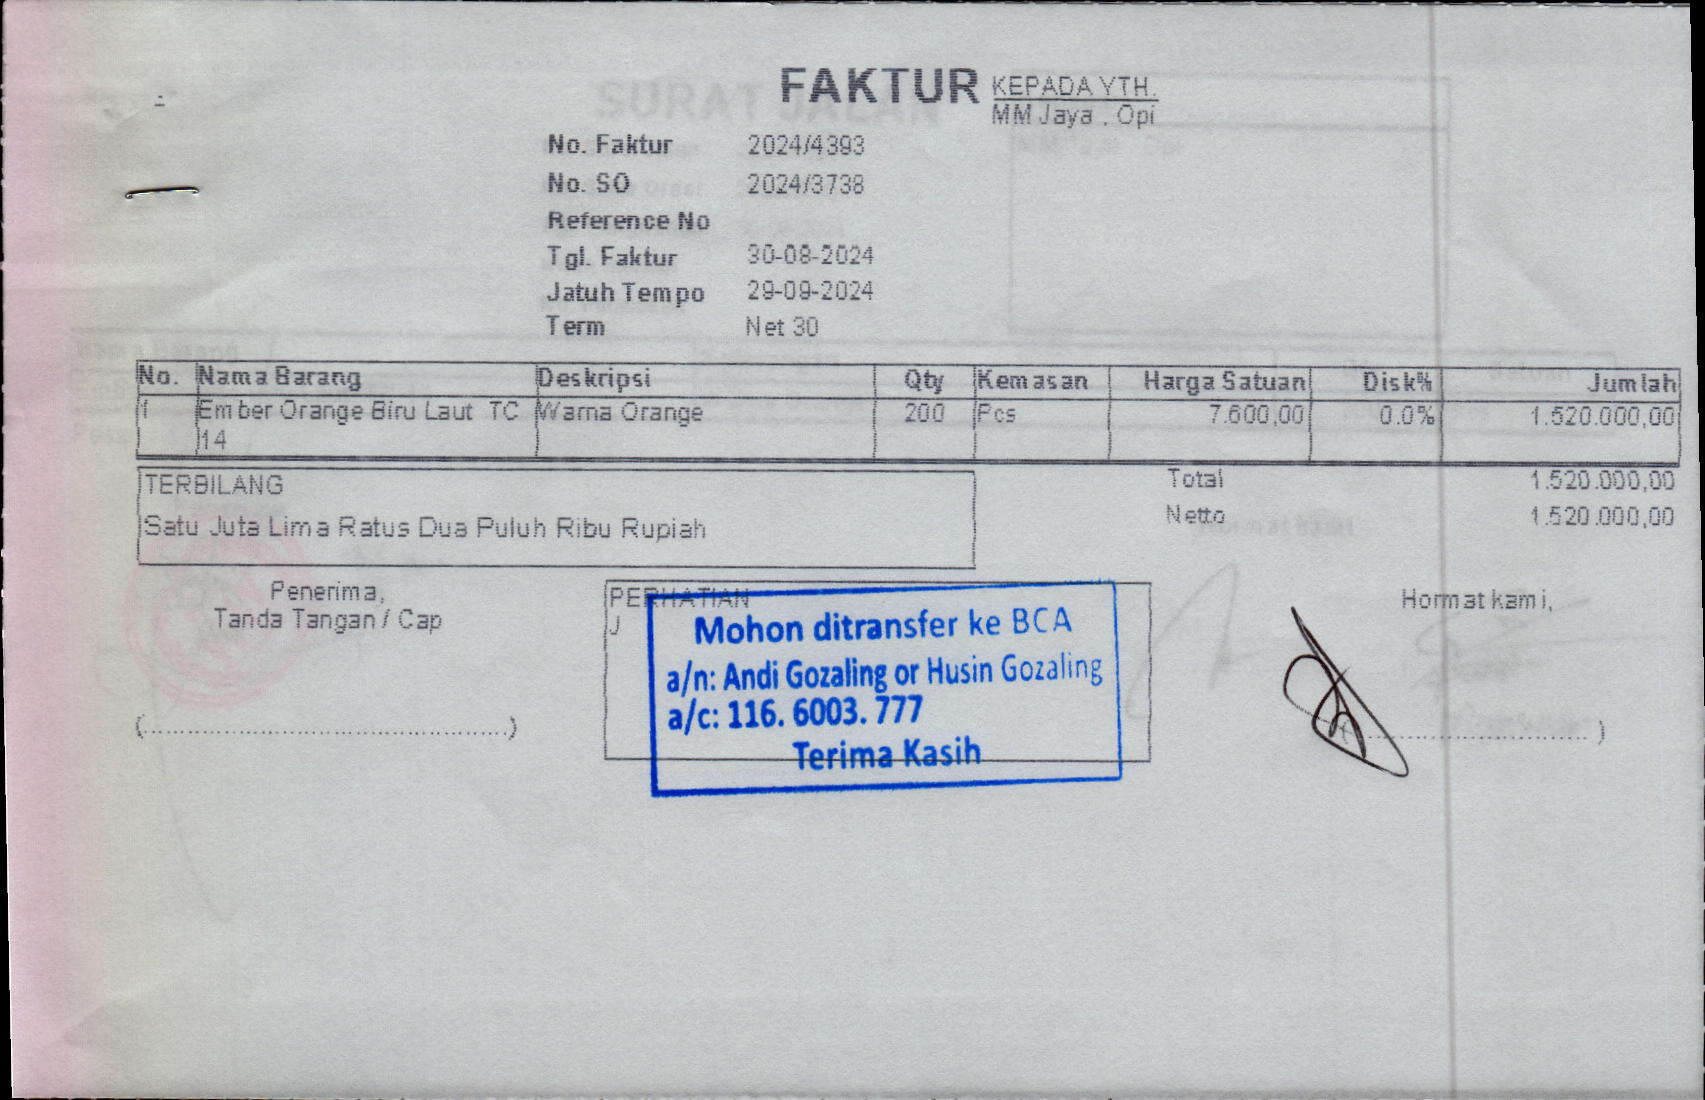 FAKTUR
KEPADA YTH.
MM Jaya . Opi
No. Faktur 2024/4393
No. SO 2024/3738
Reference No
Tgl. Faktur 30-08-2024
Jatuh Tempo 29-09-2024
Term Net 30
No. Nama Barang Deskripsi Qty Kemasan Harga Satuan Disk% Jumlah
1 Ember Orange Biru Laut TC Warna Orange 200 Pcs 7.600,00 0.0% 1.520.000,00
14
TERBILANG
Satu Juta Lima Ratus Dua Puluh Ribu Rupiah
Total 1.520.000,00
Netto 1.520.000,00
Penerima,
Tanda Tangan / Cap
(............................................)
PERHATIAN
J
Mohon ditransfer ke BCA
a/n: Andi Gozaling or Husin Gozaling
a/c: 116. 6003. 777
Terima Kasih
Hormat kami,
(............................................)
SURAT JALAN